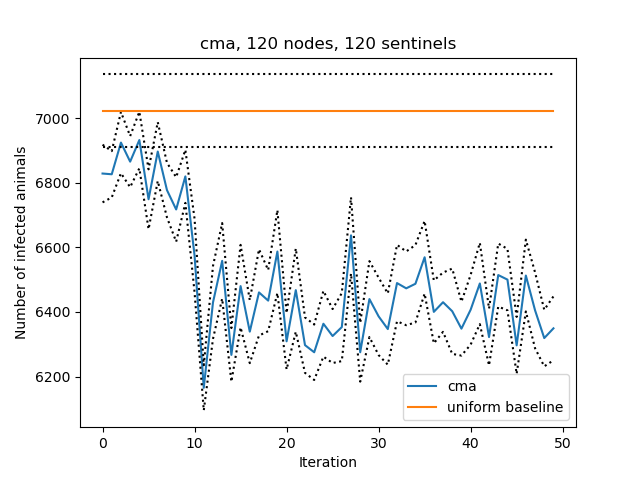 cma, 120 nodes, 120 sentinels
Number of infected animals
7000
6800
6600
6400
6200
0
10
20
30
40
50
Iteration
cma
uniform baseline